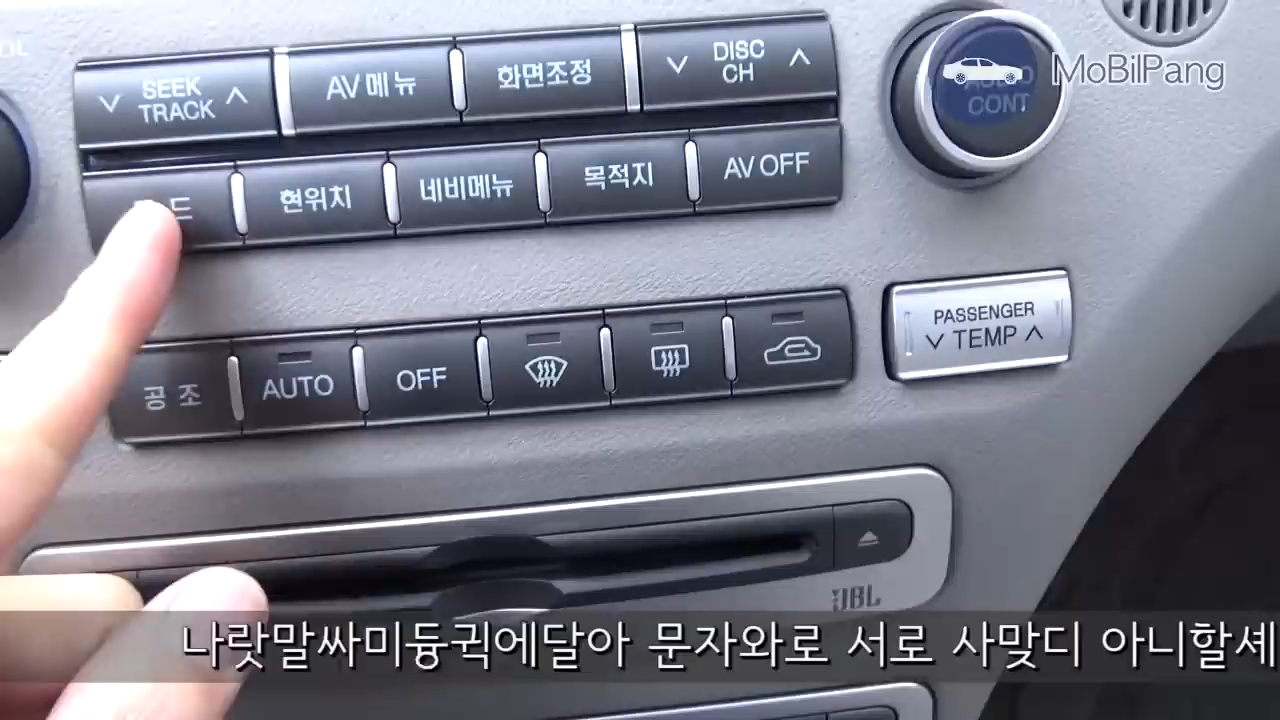 SEEK
TRACK
AV메뉴
화면조정
DISC
CH
MoBilPang
CONT
드
현위치
네비메뉴
목적지
AV OFF
PASSENGER
TEMP
공조
AUTO
OFF
JBL
나랏말싸미듕귁에달아 문자와로 서로 사맞디 아니할셰